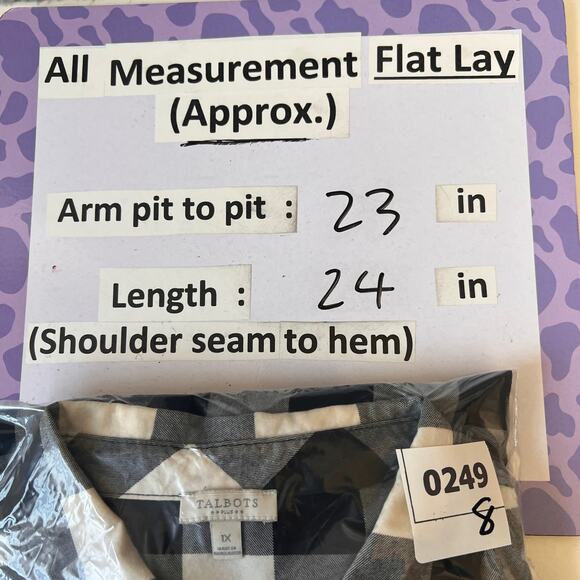 All Measurement Flat Lay
(Approx.)
Arm pit to pit : 23 in
Length : 24 in
(Shoulder seam to hem)
0249
8
TALBOTS
PLUS
1X